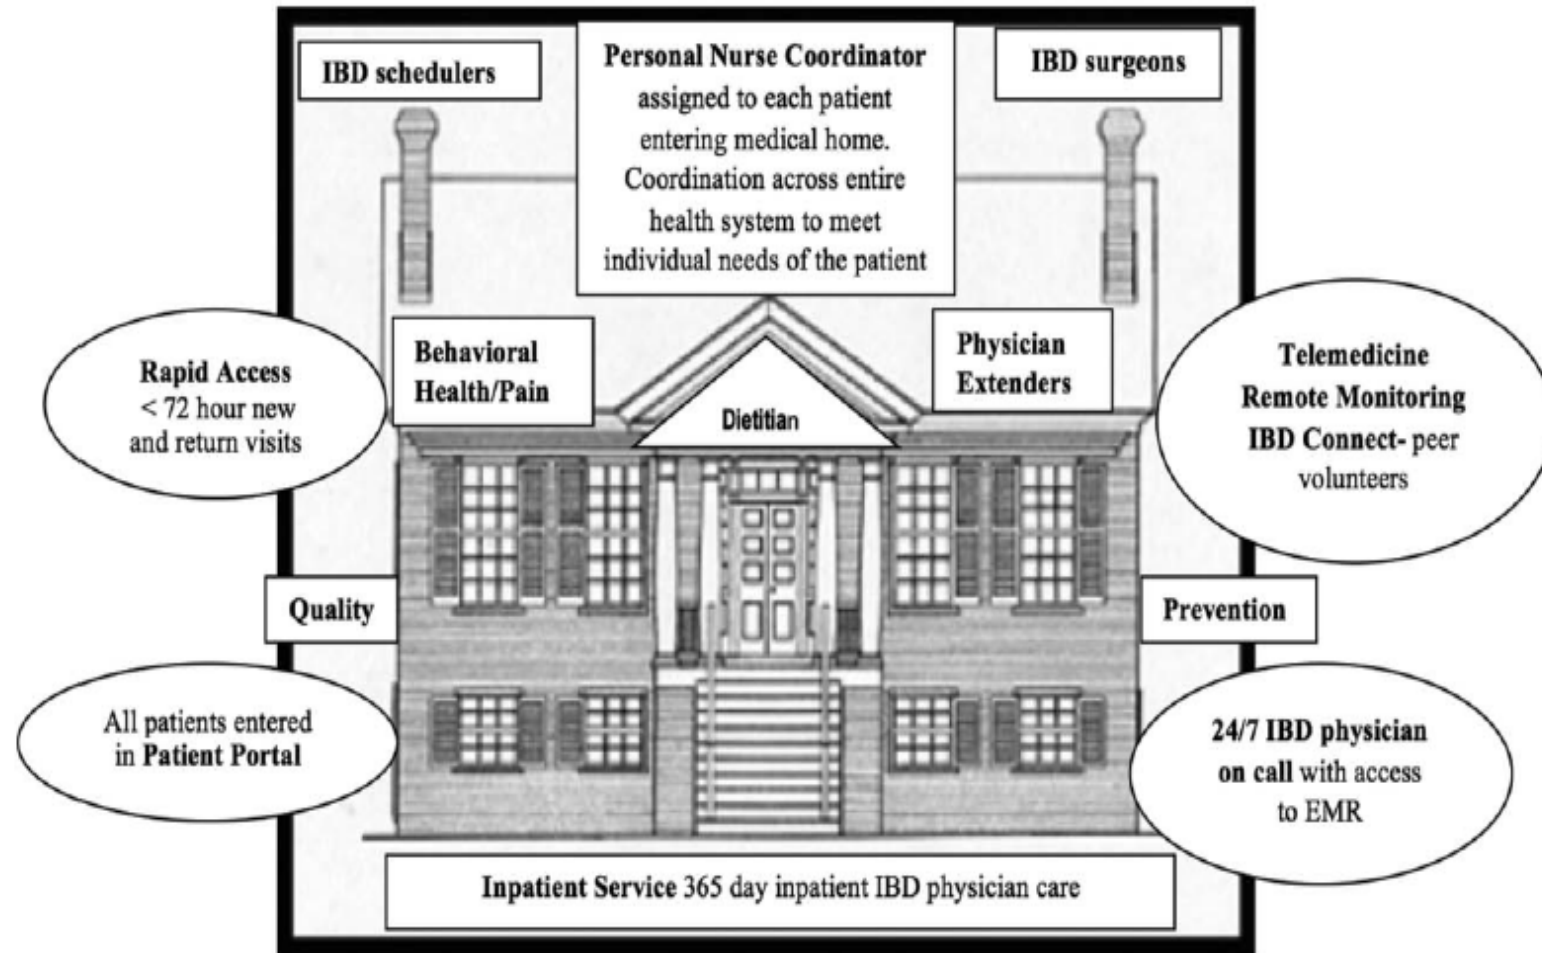 IBD schedulers
Personal Nurse Coordinator
assigned to each patient
entering medical home.
Coordination across entire
health system to meet
individual needs of the patient
IBD surgeons
Rapid Access
< 72 hour new
and return visits
Behavioral
Health/Pain
Dietitian
Physician
Extenders
Telemedicine
Remote Monitoring
IBD Connect- peer
volunteers
Quality
Prevention
All patients entered
in Patient Portal
24/7 IBD physician
on call with access
to EMR
Inpatient Service 365 day inpatient IBD physician care